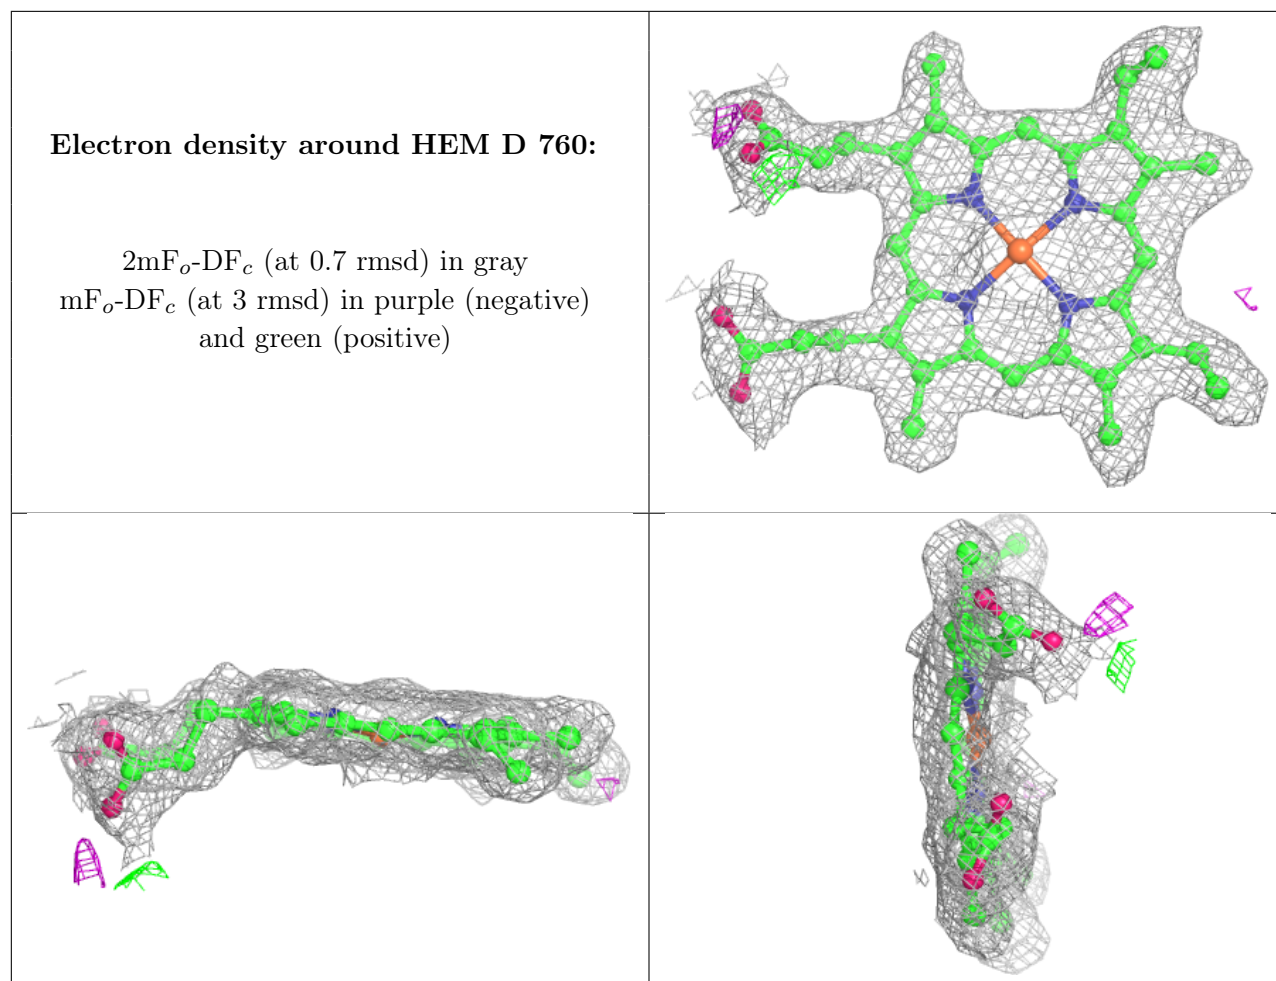 Electron density around HEM D 760:
2mFₒ-DF𝒸 (at 0.7 rmsd) in gray
mFₒ-DF𝒸 (at 3 rmsd) in purple (negative)
and green (positive)